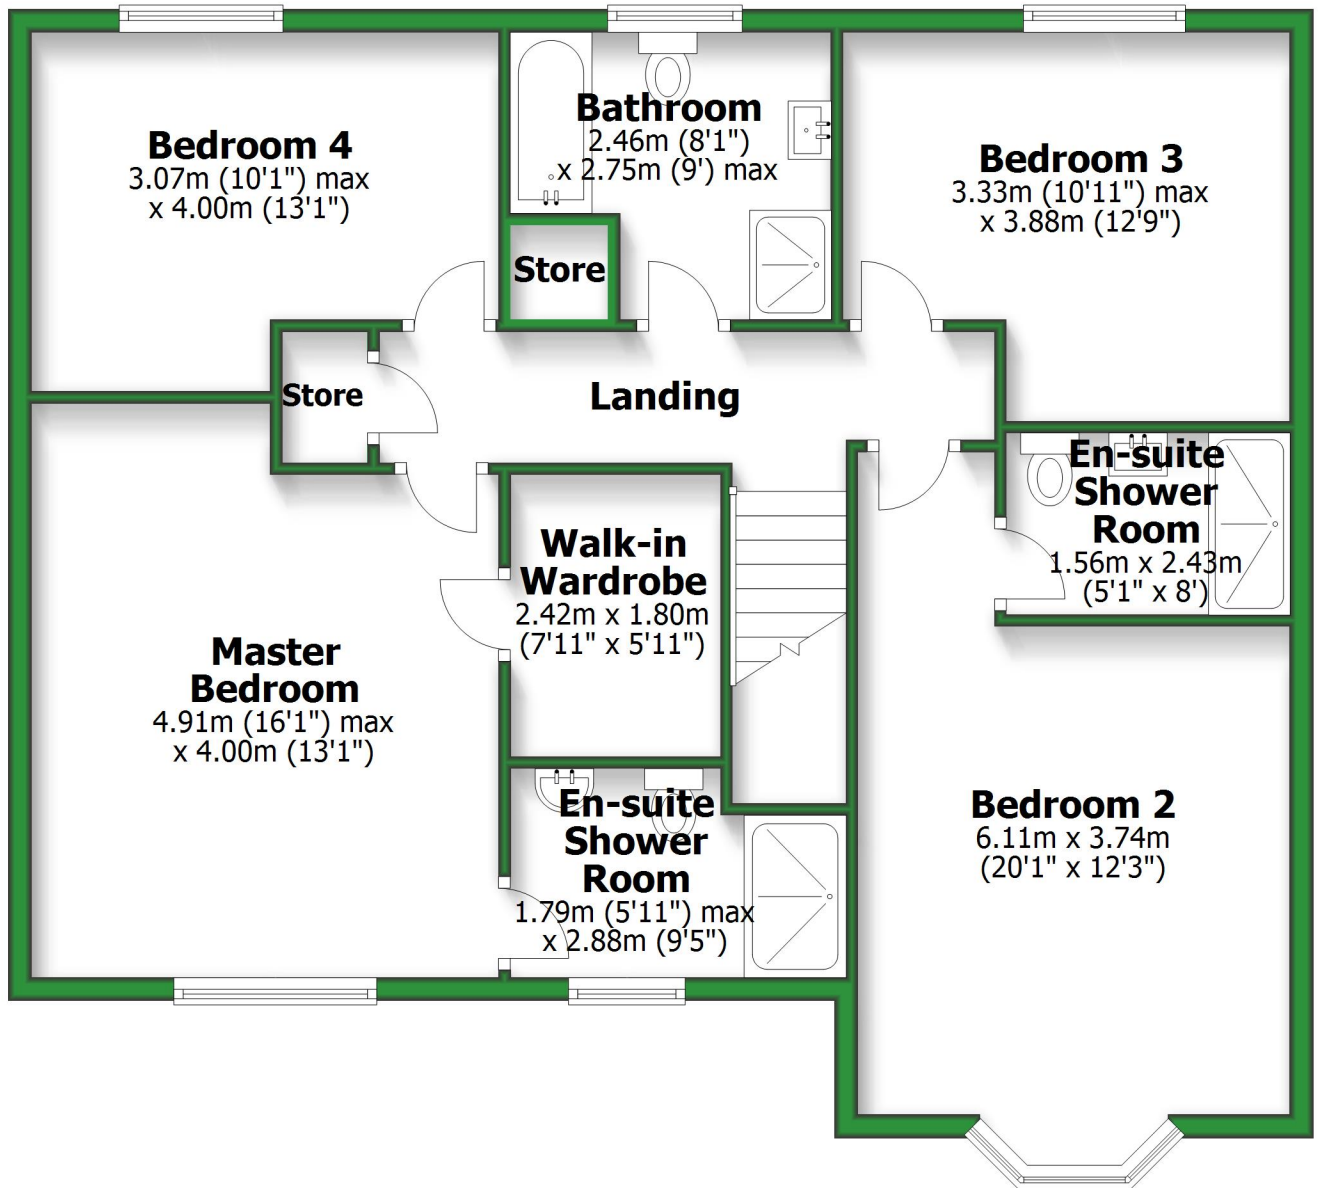 Bedroom 4
3.07m (10'1") max
x 4.00m (13'1")
Bathroom
2.46m (8'1")
x 2.75m (9') max
Bedroom 3
3.33m (10'11") max
x 3.88m (12'9")
Store
Store
Landing
En-suite
Shower
Room
1.56m x 2.43m
(5'1" x 8')
Walk-in
Wardrobe
2.42m x 1.80m
(7'11" x 5'11")
Master
Bedroom
4.91m (16'1") max
x 4.00m (13'1")
En-suite
Shower
Room
1.79m (5'11") max
x 2.88m (9'5")
Bedroom 2
6.11m x 3.74m
(20'1" x 12'3")